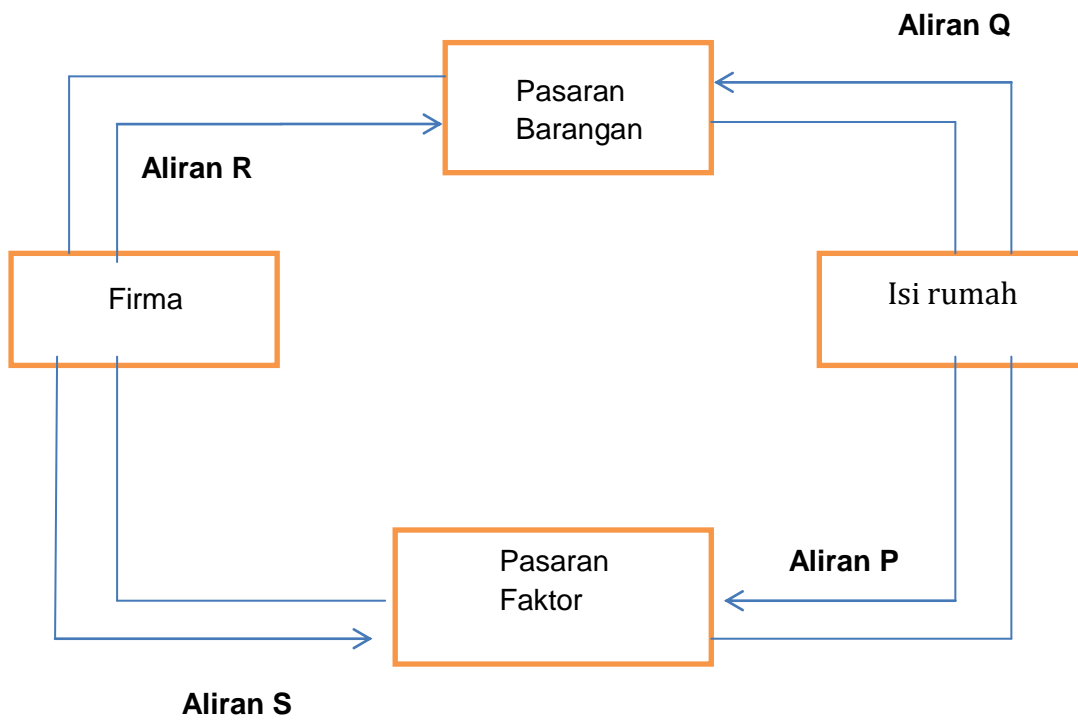 Aliran Q
Pasaran
Barangan
Aliran R
Firma
Isi rumah
Pasaran
Faktor
Aliran P
Aliran S